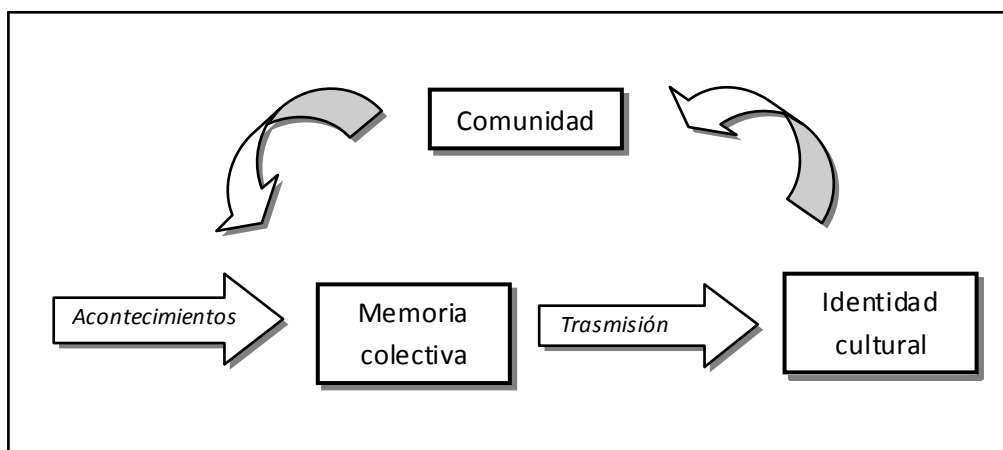 Comunidad
Acontecimientos
Memoria
colectiva
Trasmisión
Identidad
cultural